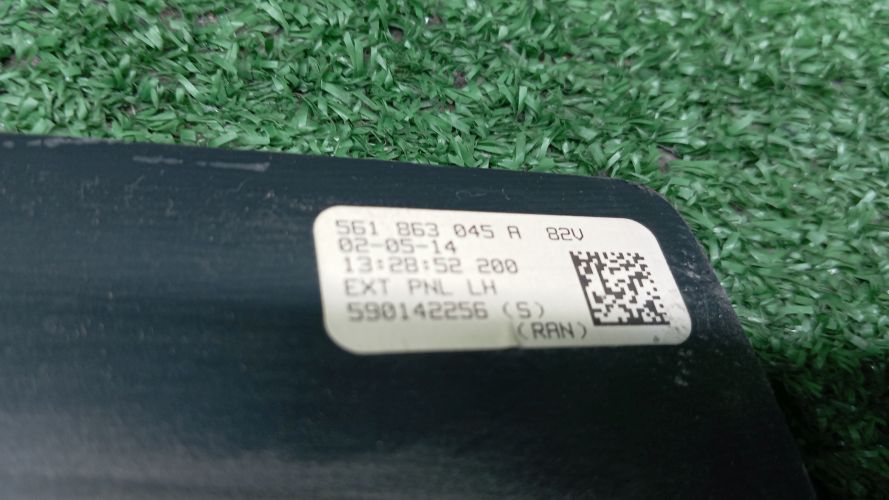 561 863 045 A 82V
02-05-14
13:28:52 200
EXT PNL LH
590142256 (S)
(RAN)